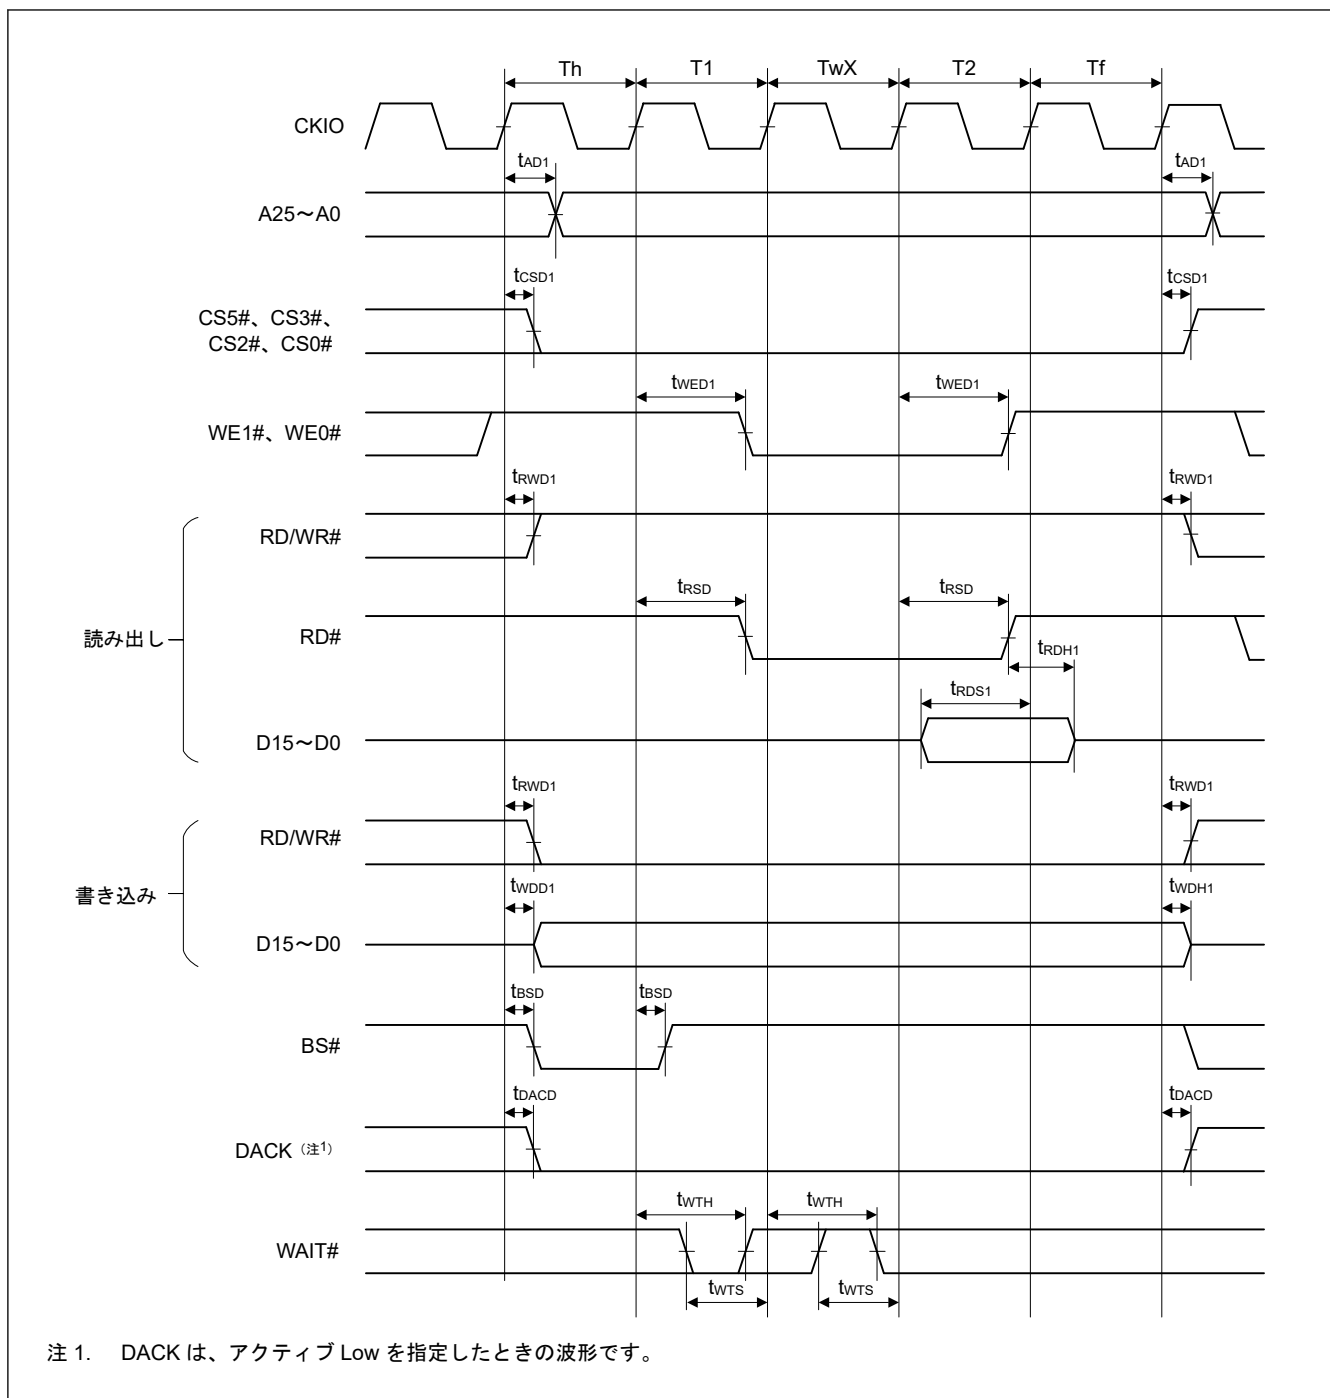 Th T1 TwX T2 Tf
CKIO
tAD1 tAD1
A25～A0
tCSD1 tCSD1
CS5#、CS3#、
CS2#、CS0#
tWED1 tWED1
WE1#、WE0#
tRWD1 tRWD1
RD/WR#
tRSD tRSD
読み出し
RD#
tRDH1
tRDS1
D15～D0
tRWD1 tRWD1
RD/WR#
書き込み
tWDD1 tWDH1
D15～D0
tBSD tBSD
BS#
tDACD tDACD
DACK（注1）
tWTH tWTH
WAIT#
tWTS tWTS
注 1. DACK は、アクティブ Low を指定したときの波形です。